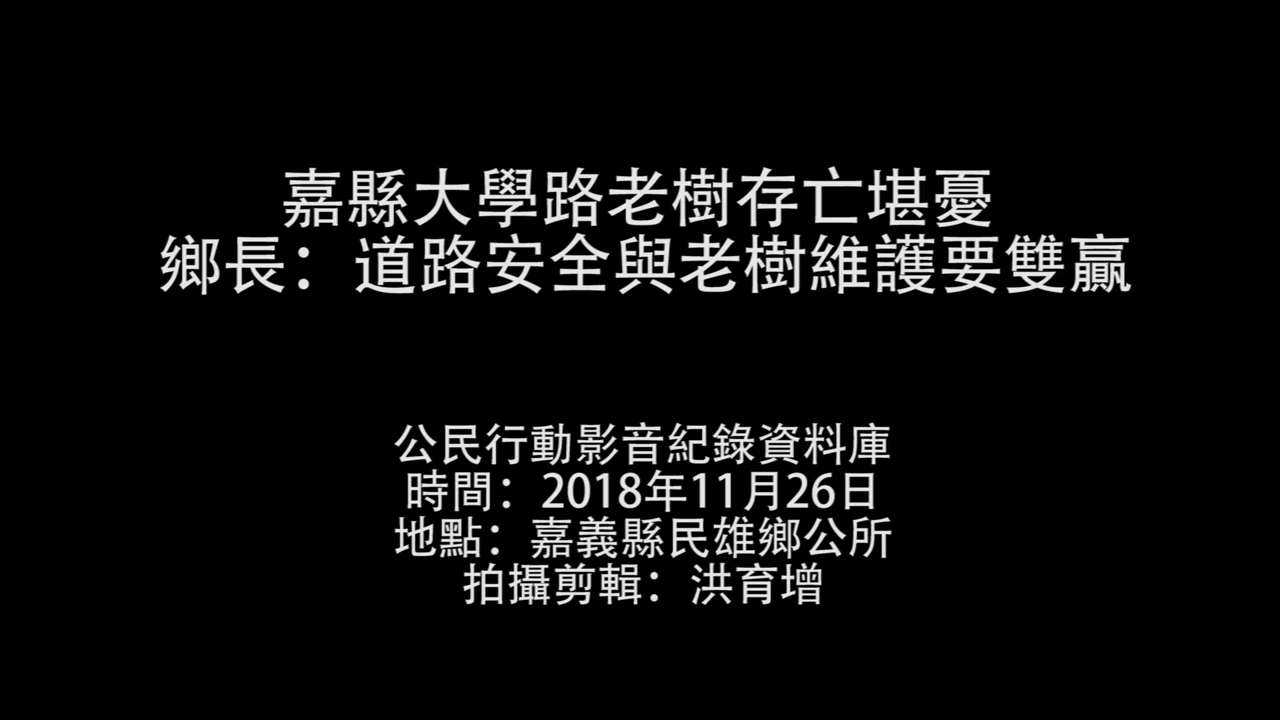 嘉縣大學路老樹存亡堪憂
鄉長：道路安全與老樹維護要雙贏
公民行動影音紀錄資料庫
時間：2018年11月26日
地點：嘉義縣民雄鄉公所
拍攝剪輯：洪育增